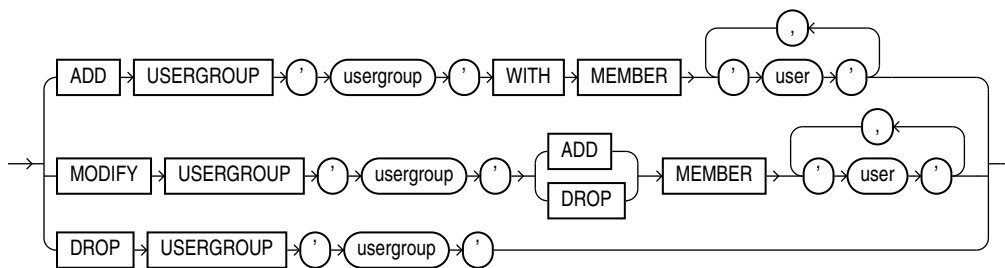 ,
ADD USERGROUP ' usergroup ' WITH MEMBER ' user '
,
ADD
MODIFY USERGROUP ' usergroup ' MEMBER ' user '
DROP
DROP USERGROUP ' usergroup '